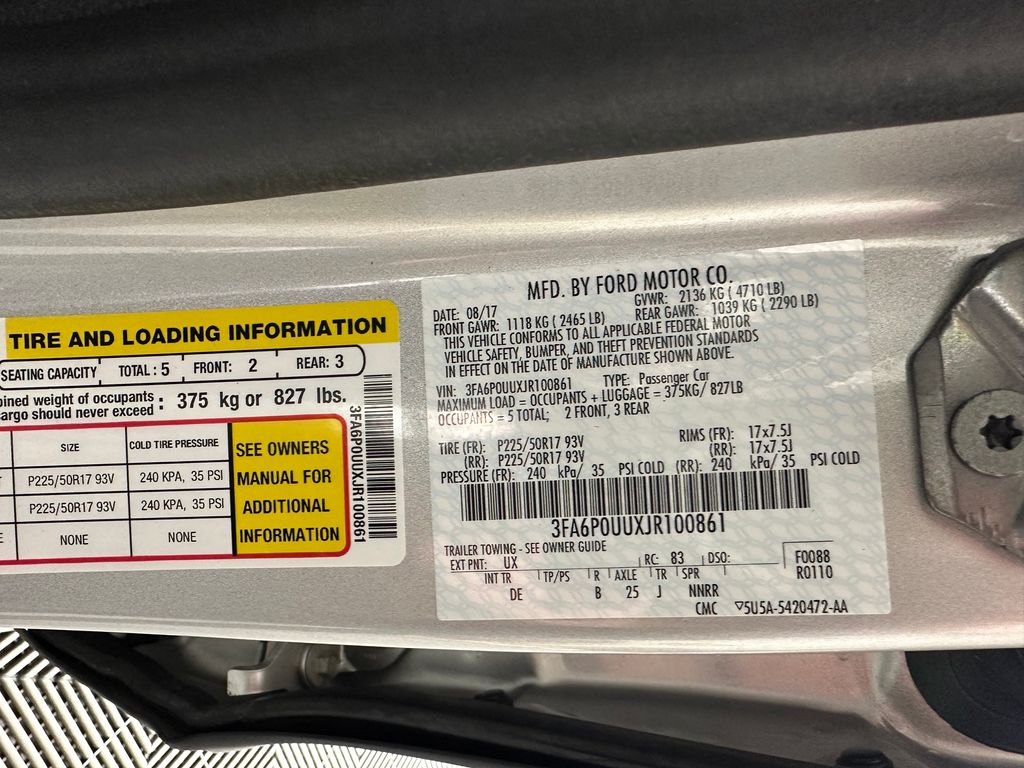 TIRE AND LOADING INFORMATION
SEATING CAPACITY TOTAL : 5 FRONT: 2 REAR: 3
of occupants
should never exceed : 375 kg or 827 lbs.
SIZE COLD TIRE PRESSURE
P225/50R17 93V 240 KPA, 35 PSI
P225/50R17 93V 240 KPA, 35 PSI
NONE NONE
SEE OWNERS
MANUAL FOR
ADDITIONAL
INFORMATION
3FA6P0UUXJR100861
MFD. BY FORD MOTOR CO.
DATE: 08/17 GVWR: 2136 KG ( 4710 LB)
FRONT GAWR: 1118 KG ( 2465 LB) REAR GAWR: 1039 KG ( 2290 LB)
THIS VEHICLE CONFORMS TO ALL APPLICABLE FEDERAL MOTOR
VEHICLE SAFETY, BUMPER, AND THEFT PREVENTION STANDARDS
IN EFFECT ON THE DATE OF MANUFACTURE SHOWN ABOVE.
VIN: 3FA6P0UUXJR100861 TYPE: Passenger Car
MAXIMUM LOAD = OCCUPANTS + LUGGAGE = 375KG/ 827LB
OCCUPANTS = 5 TOTAL; 2 FRONT, 3 REAR
TIRE (FR): P225/50R17 93V RIMS (FR): 17x7.5J
(RR): P225/50R17 93V (RR): 17x7.5J
PRESSURE (FR): 240 kPa/ 35 PSI COLD (RR): 240 kPa/ 35 PSI COLD
3FA6P0UUXJR100861
TRAILER TOWING - SEE OWNER GUIDE
EXT PNT: UX RC: 83 DSO: F0088
INT TR TP/PS R AXLE TR SPR R0110
DE B 25 J NNRR
CMC ▽5U5A-5420472-AA